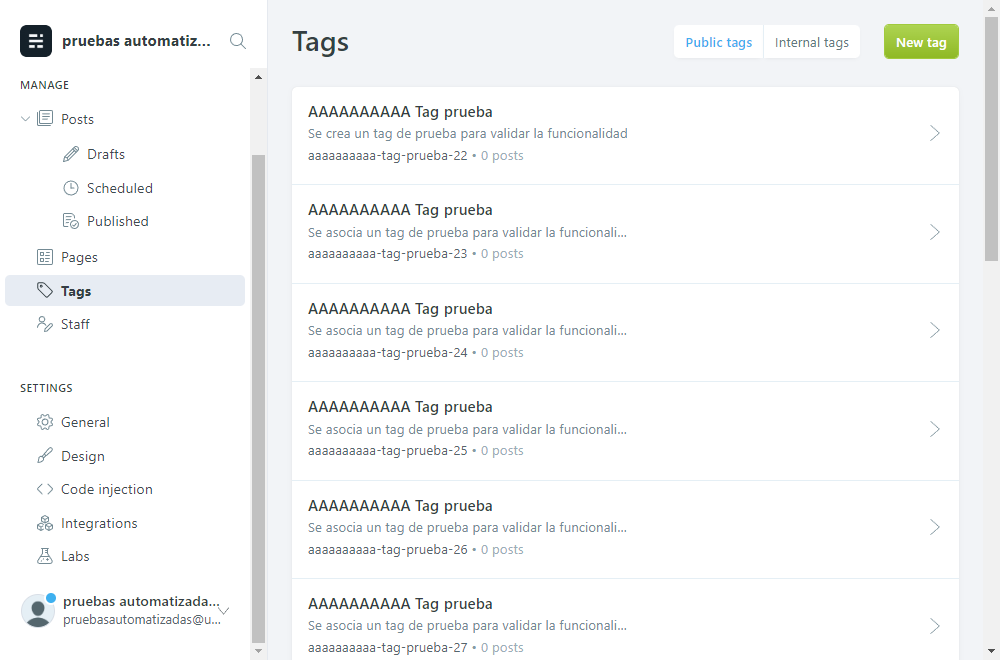 pruebas automatiz...
MANAGE
Posts
Drafts
Scheduled
Published
Pages
Tags
Staff
SETTINGS
General
Design
Code injection
Integrations
Labs
pruebas automatizada...
pruebasautomatizadas@u...
Tags
Public tags
Internal tags
New tag
AAAAAAAAAA Tag prueba
Se crea un tag de prueba para validar la funcionalidad
aaaaaaaaaa-tag-prueba-22 • 0 posts
AAAAAAAAAA Tag prueba
Se asocia un tag de prueba para validar la funcionali...
aaaaaaaaaa-tag-prueba-23 • 0 posts
AAAAAAAAAA Tag prueba
Se asocia un tag de prueba para validar la funcionali...
aaaaaaaaaa-tag-prueba-24 • 0 posts
AAAAAAAAAA Tag prueba
Se asocia un tag de prueba para validar la funcionali...
aaaaaaaaaa-tag-prueba-25 • 0 posts
AAAAAAAAAA Tag prueba
Se asocia un tag de prueba para validar la funcionali...
aaaaaaaaaa-tag-prueba-26 • 0 posts
AAAAAAAAAA Tag prueba
Se asocia un tag de prueba para validar la funcionali...
aaaaaaaaaa-tag-prueba-27 • 0 posts